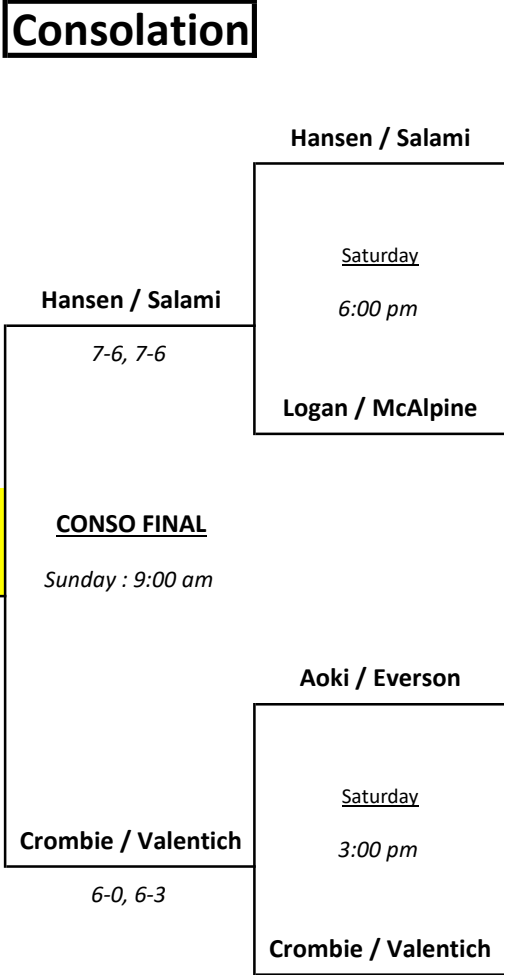 Consolation
Hansen / Salami
Saturday
6:00 pm
Hansen / Salami
7-6, 7-6
Logan / McAlpine
CONSO FINAL
Sunday : 9:00 am
Aoki / Everson
Saturday
3:00 pm
Crombie / Valentich
6-0, 6-3
Crombie / Valentich